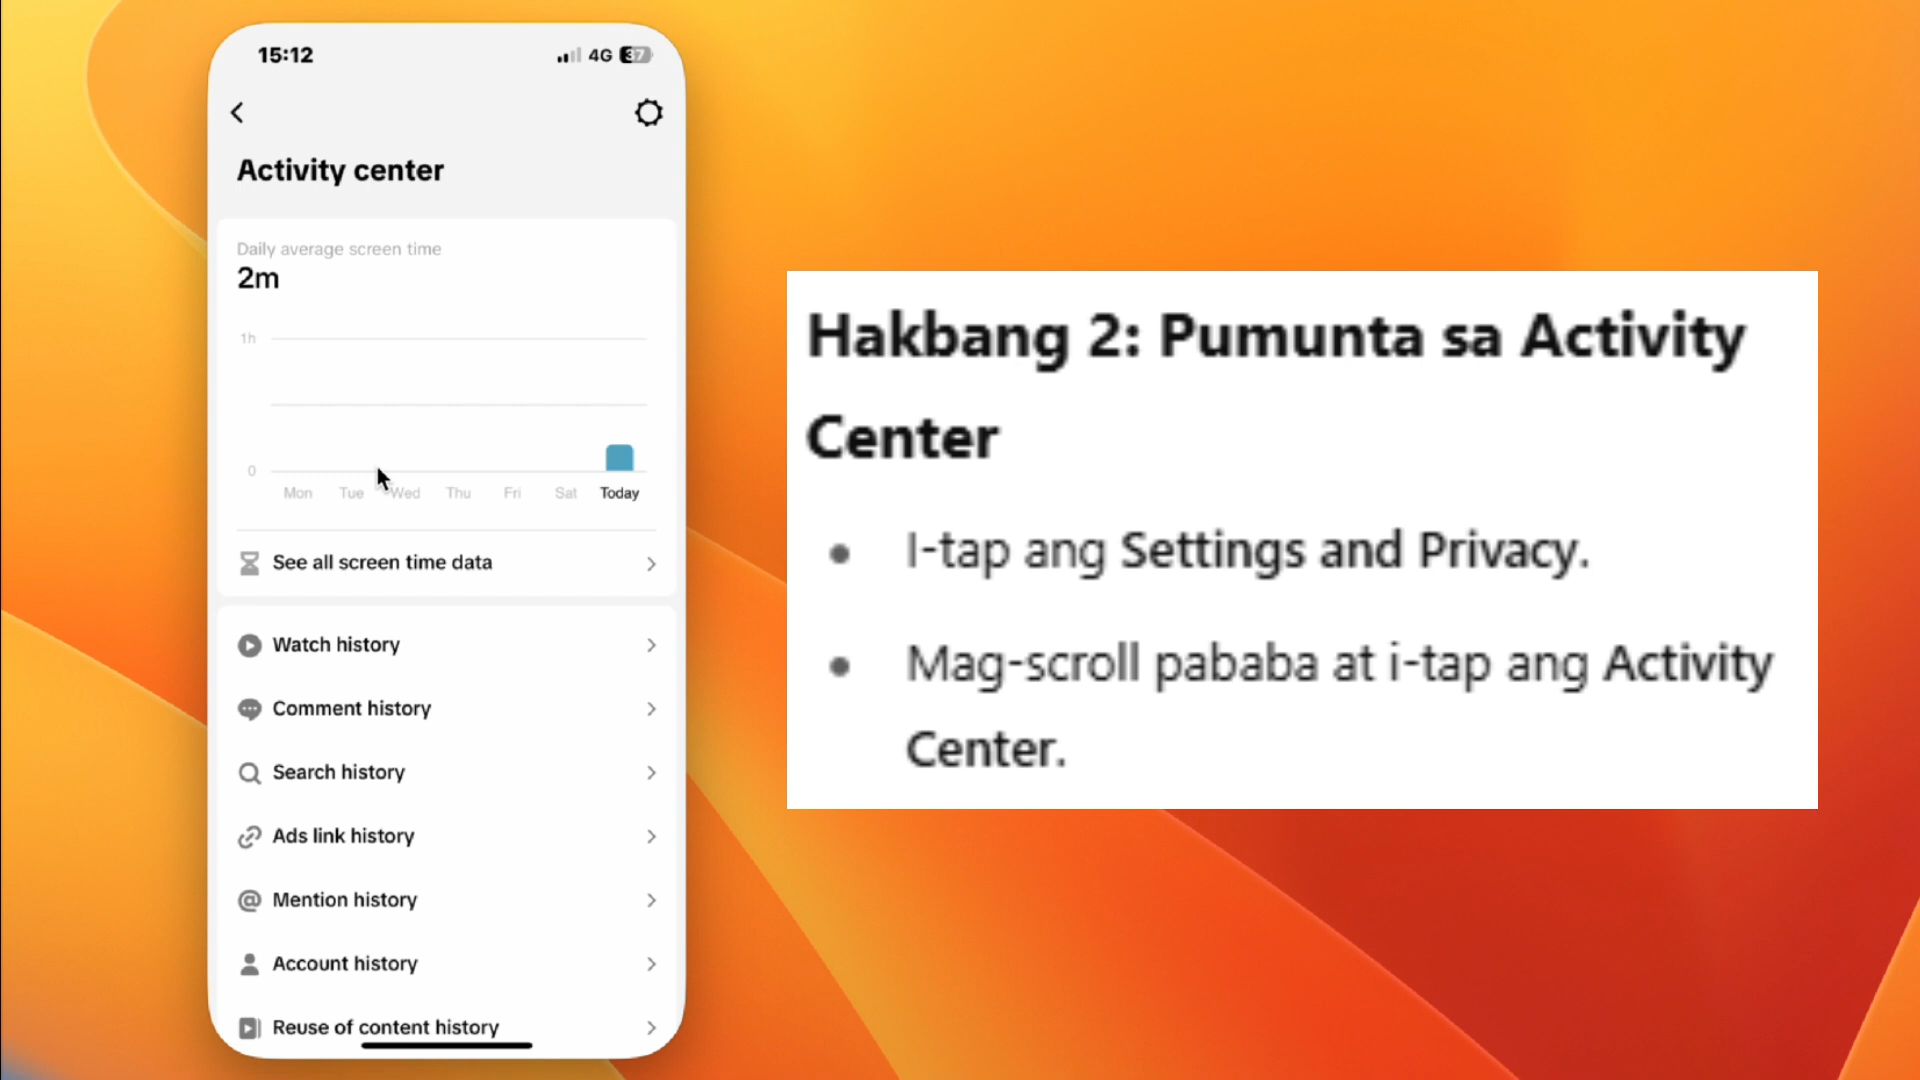 15:12
4G 37
Activity center
Daily average screen time
2m
1h
0
Mon Tue Wed Thu Fri Sat Today
See all screen time data
Watch history
Comment history
Search history
Ads link history
Mention history
Account history
Reuse of content history
Hakbang 2: Pumunta sa Activity
Center
I-tap ang Settings and Privacy.
Mag-scroll pababa at i-tap ang Activity
Center.